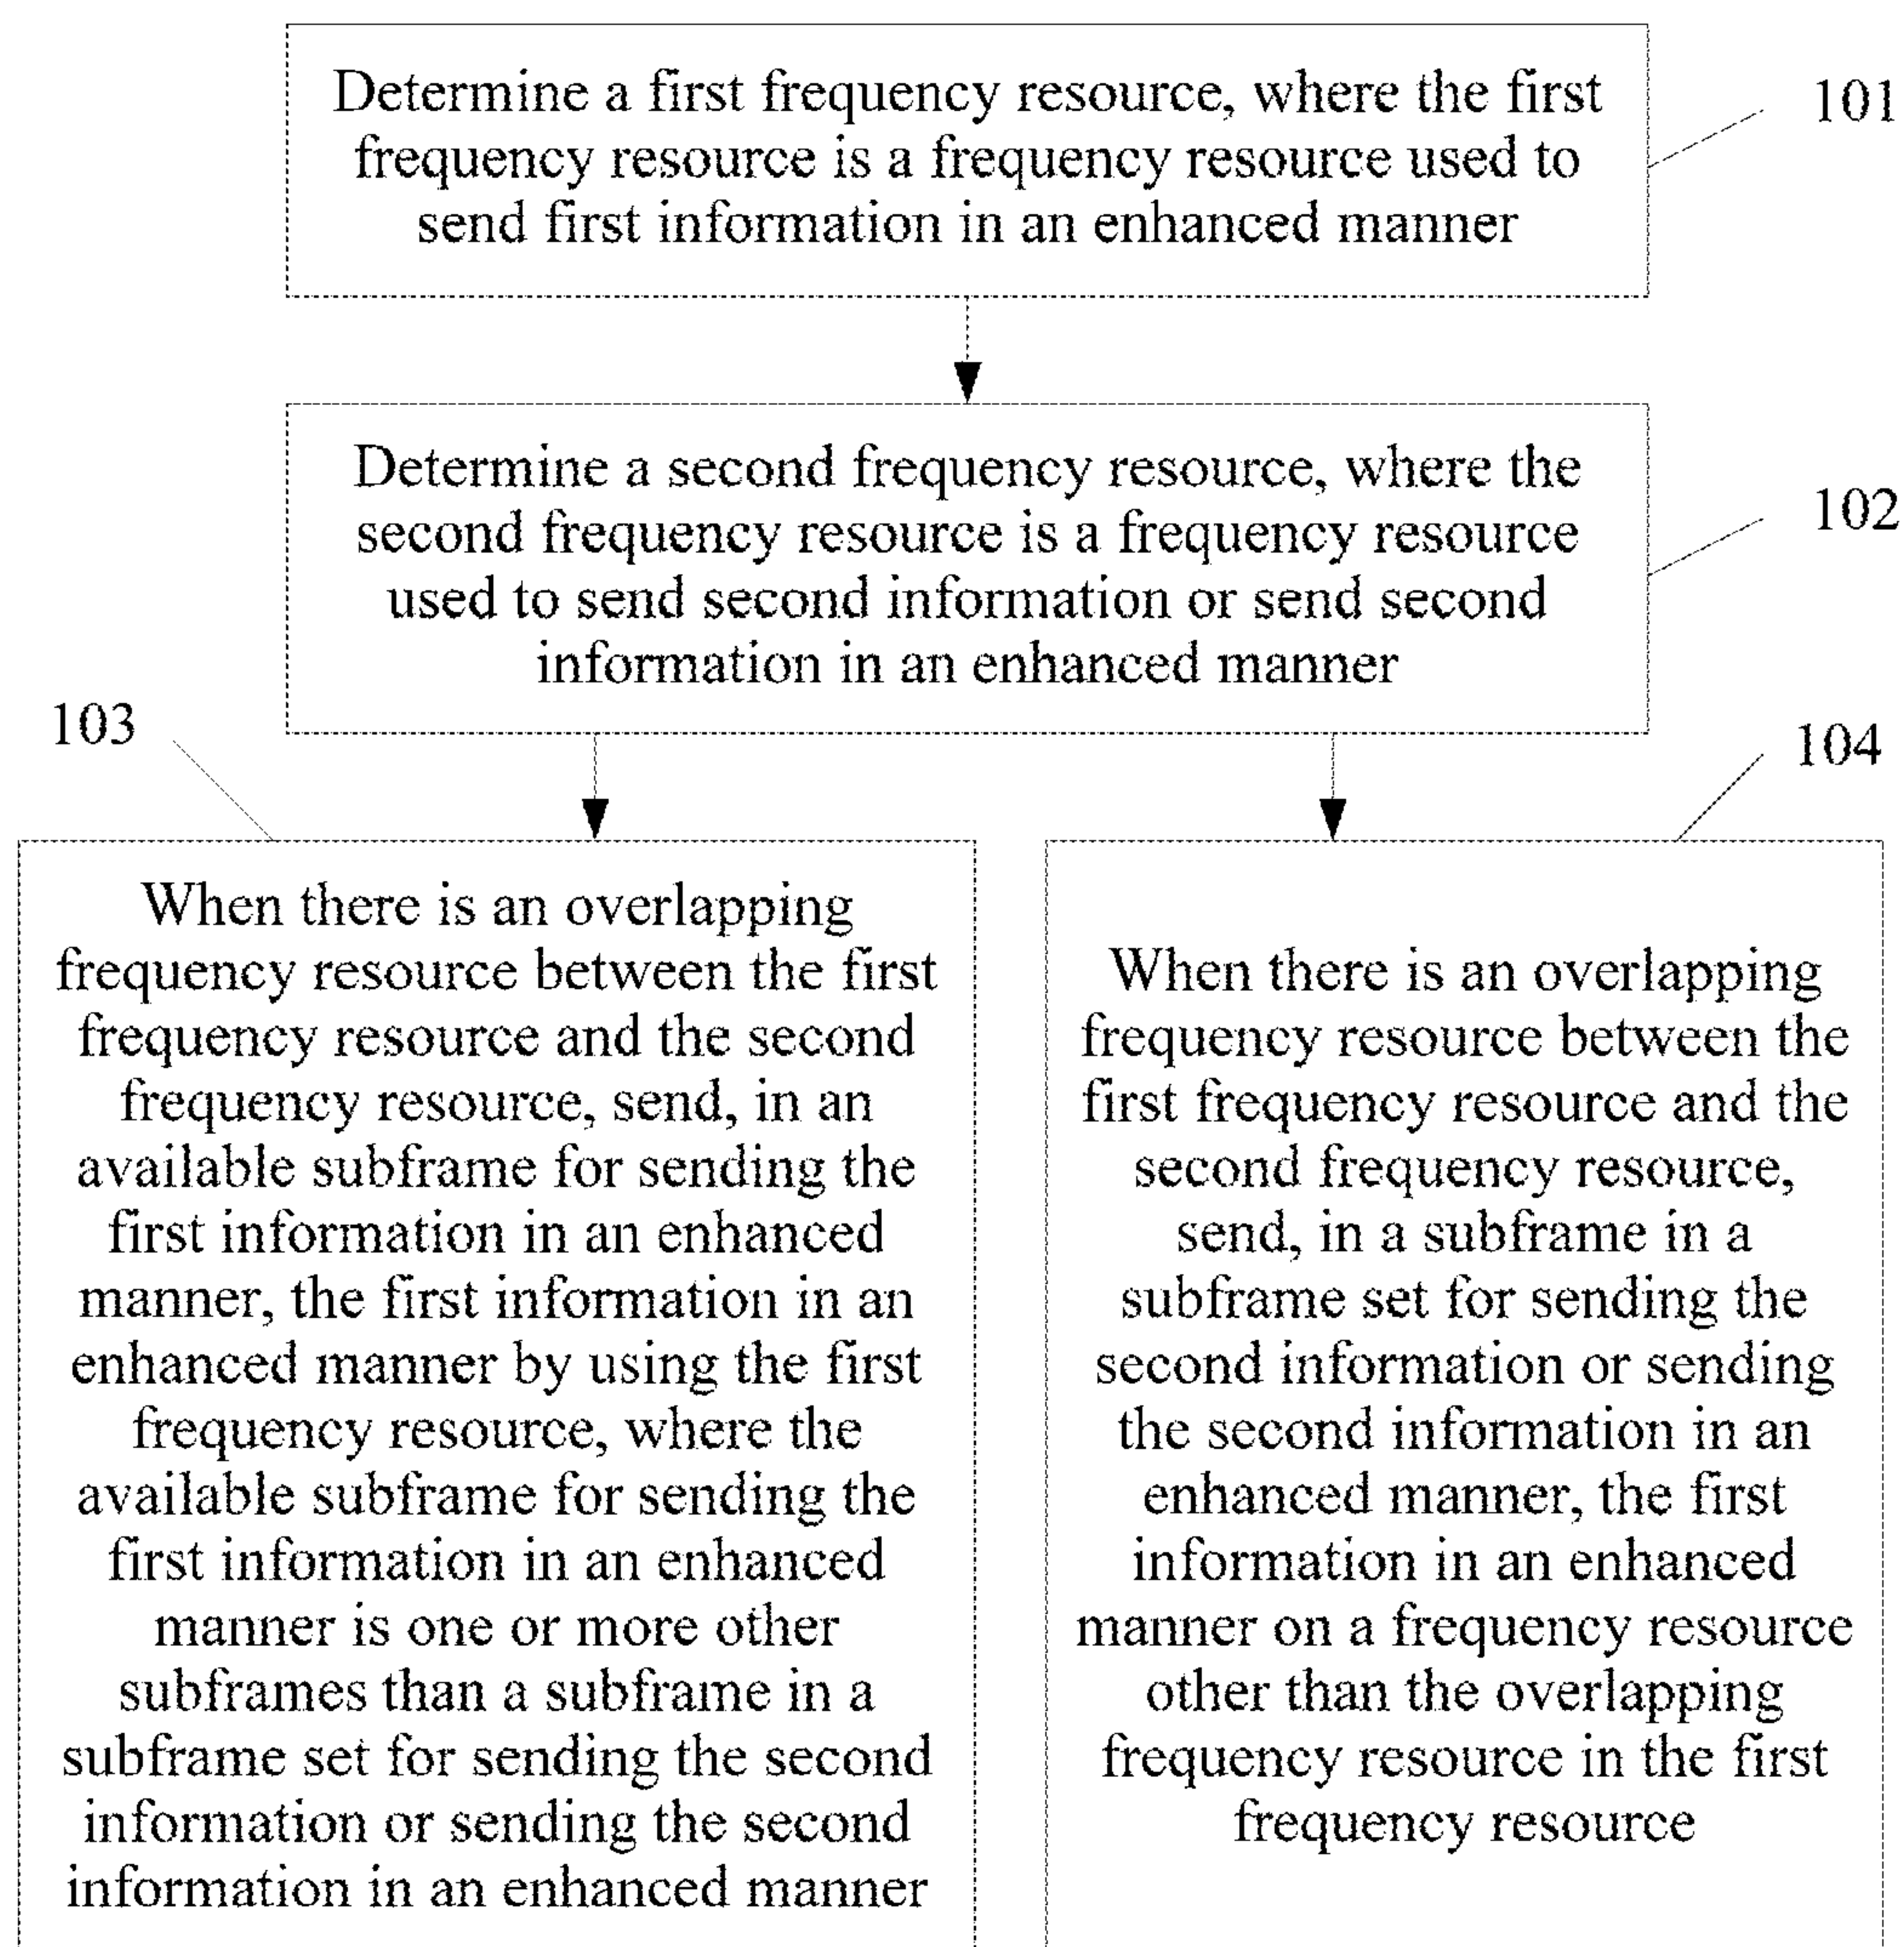 Determine a first frequency resource, where the first
frequency resource is a frequency resource used to
send first information in an enhanced manner
101
Determine a second frequency resource, where the
second frequency resource is a frequency resource
used to send second information or send second
information in an enhanced manner
102
103
When there is an overlapping
frequency resource between the first
frequency resource and the second
frequency resource, send, in an
available subframe for sending the
first information in an enhanced
manner, the first information in an
enhanced manner by using the first
frequency resource, where the
available subframe for sending the
first information in an enhanced
manner is one or more other
subframes than a subframe in a
subframe set for sending the second
information or sending the second
information in an enhanced manner
104
When there is an overlapping
frequency resource between the
first frequency resource and the
second frequency resource,
send, in a subframe in a
subframe set for sending the
second information or sending
the second information in an
enhanced manner, the first
information in an enhanced
manner on a frequency resource
other than the overlapping
frequency resource in the first
frequency resource